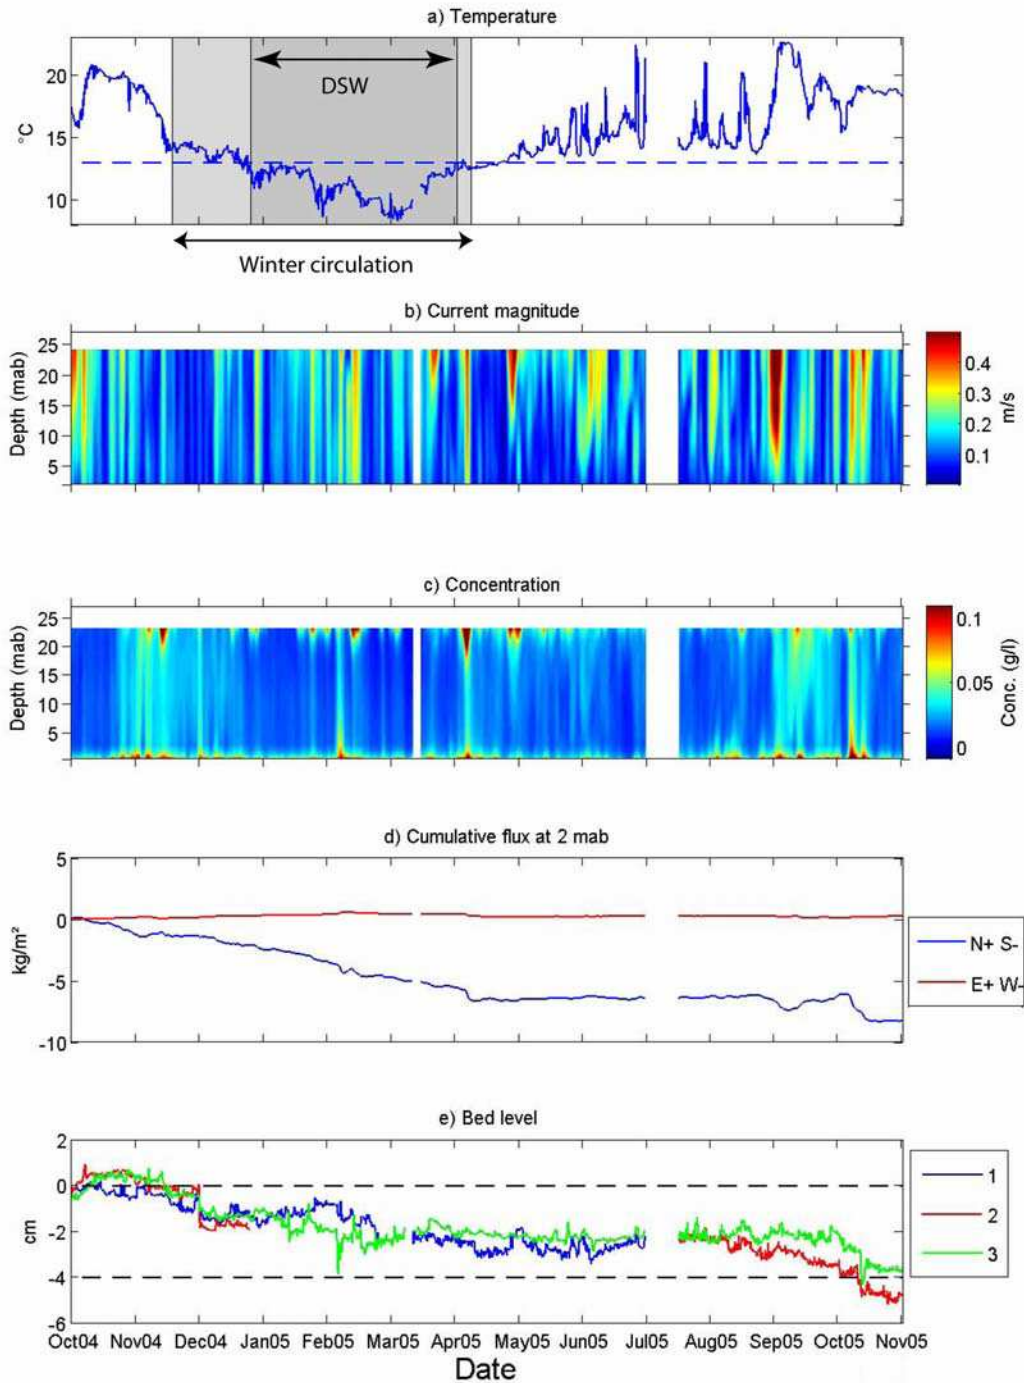 a) Temperature
20
15
10
°C
DSW
Winter circulation
b) Current magnitude
25
20
15
10
5
Depth (mab)
0.4
0.3
0.2
0.1
m/s
c) Concentration
25
20
15
10
5
Depth (mab)
0.1
0.05
0
Conc. (g/l)
d) Cumulative flux at 2 mab
5
0
-5
-10
kg/m²
N+ S-
E+ W-
e) Bed level
2
0
-2
-4
-6
cm
1
2
3
Oct04 Nov04 Dec04 Jan05 Feb05 Mar05 Apr05 May05 Jun05 Jul05 Aug05 Sep05 Oct05 Nov05
Date